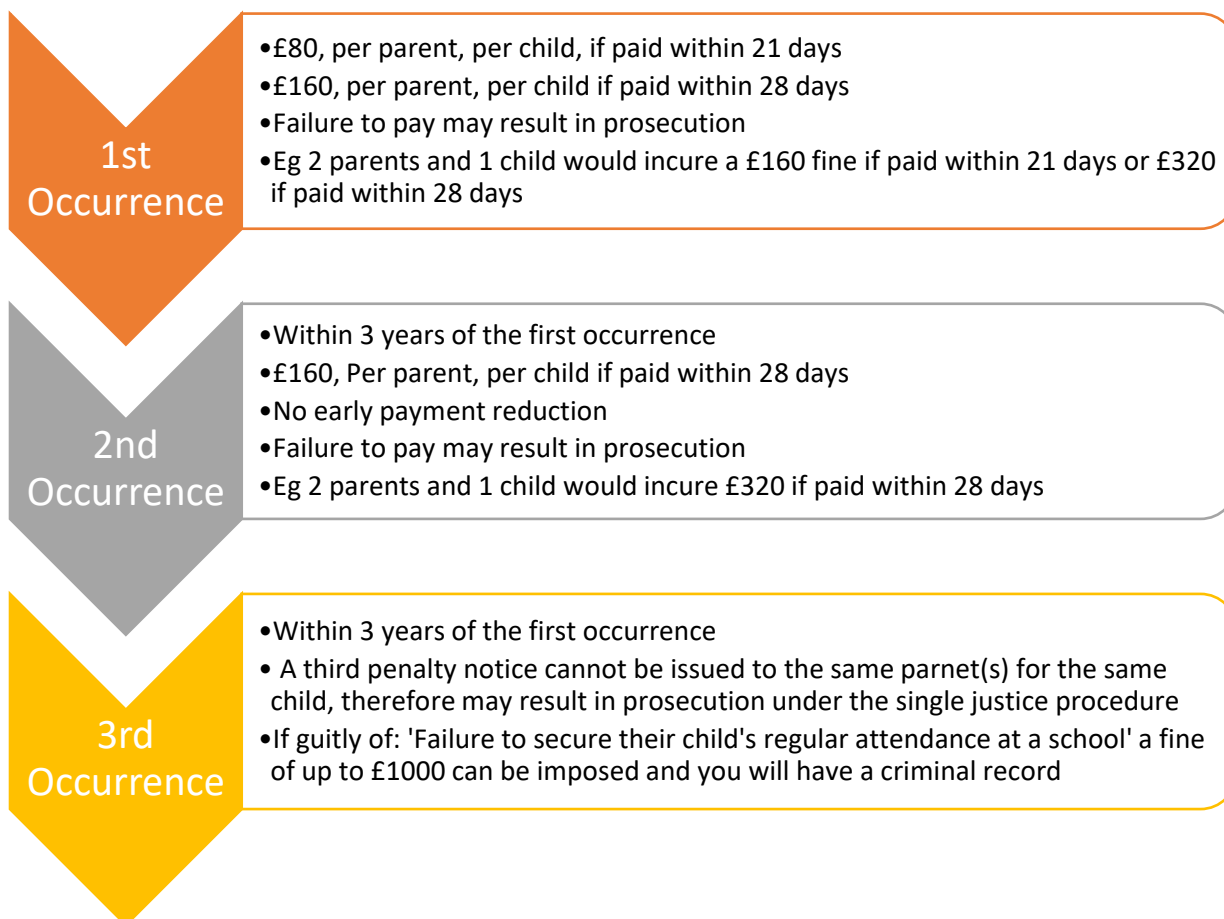 1st
Occurrence
•£80, per parent, per child, if paid within 21 days
•£160, per parent, per child if paid within 28 days
•Failure to pay may result in prosecution
•Eg 2 parents and 1 child would incure a £160 fine if paid within 21 days or £320
if paid within 28 days
2nd
Occurrence
•Within 3 years of the first occurrence
•£160, Per parent, per child if paid within 28 days
•No early payment reduction
•Failure to pay may result in prosecution
•Eg 2 parents and 1 child would incure £320 if paid within 28 days
3rd
Occurrence
•Within 3 years of the first occurrence
• A third penalty notice cannot be issued to the same parnet(s) for the same
child, therefore may result in prosecution under the single justice procedure
•If guitly of: 'Failure to secure their child's regular attendance at a school' a fine
of up to £1000 can be imposed and you will have a criminal record